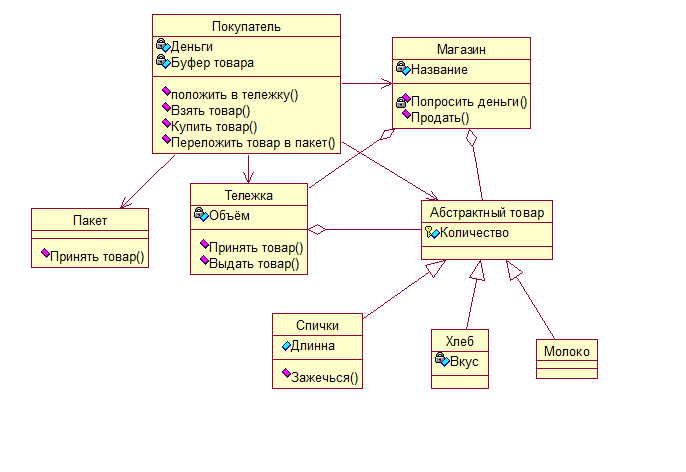 Покупатель
Деньги
Буфер товара
положить в тележку()
Взять товар()
Купить товар()
Переложить товар в пакет()
Магазин
Название
Попросить деньги()
Продать()
Пакет
Принять товар()
Тележка
Объём
Принять товар()
Выдать товар()
Абстрактный товар
Количество
Спички
Длинна
Зажечься()
Хлеб
Вкус
Молоко